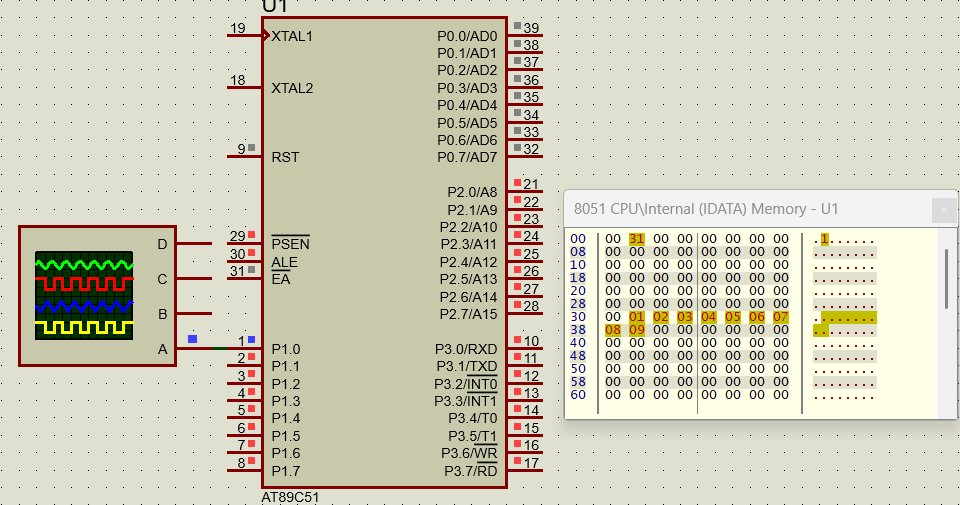 U1
19 XTAL1
18 XTAL2
9 RST
29 PSEN
30 ALE
31 EA
1 P1.0
2 P1.1
3 P1.2
4 P1.3
5 P1.4
6 P1.5
7 P1.6
8 P1.7
P0.0/AD0 39
P0.1/AD1 38
P0.2/AD2 37
P0.3/AD3 36
P0.4/AD4 35
P0.5/AD5 34
P0.6/AD6 33
P0.7/AD7 32
P2.0/A8 21
P2.1/A9 22
P2.2/A10 23
P2.3/A11 24
P2.4/A12 25
P2.5/A13 26
P2.6/A14 27
P2.7/A15 28
P3.0/RXD 10
P3.1/TXD 11
P3.2/INT0 12
P3.3/INT1 13
P3.4/T0 14
P3.5/T1 15
P3.6/WR 16
P3.7/RD 17
AT89C51
D
C
B
A
8051 CPU\Internal (IDATA) Memory - U1
00 00 31 00 00 00 00 00 00 .1......
08 00 00 00 00 00 00 00 00 ........
10 00 00 00 00 00 00 00 00 ........
18 00 00 00 00 00 00 00 00 ........
20 00 00 00 00 00 00 00 00 ........
28 00 00 00 00 00 00 00 00 ........
30 00 01 02 03 04 05 06 07 ........
38 08 09 00 00 00 00 00 00 ........
40 00 00 00 00 00 00 00 00 ........
48 00 00 00 00 00 00 00 00 ........
50 00 00 00 00 00 00 00 00 ........
58 00 00 00 00 00 00 00 00 ........
60 00 00 00 00 00 00 00 00 ........